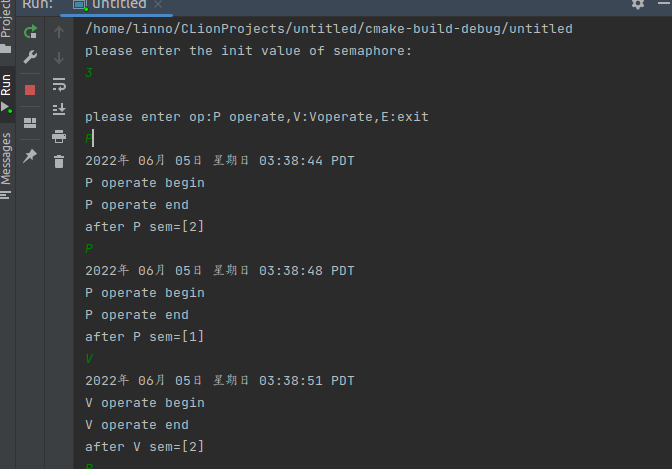 Run:
untitled
Project
Run
Messages
/home/linno/CLionProjects/untitled/cmake-build-debug/untitled
please enter the init value of semaphore:
3
please enter op:P operate,V:Voperate,E:exit
P
2022年 06月 05日 星期日 03:38:44 PDT
P operate begin
P operate end
after P sem=[2]
P
2022年 06月 05日 星期日 03:38:48 PDT
P operate begin
P operate end
after P sem=[1]
V
2022年 06月 05日 星期日 03:38:51 PDT
V operate begin
V operate end
after V sem=[2]